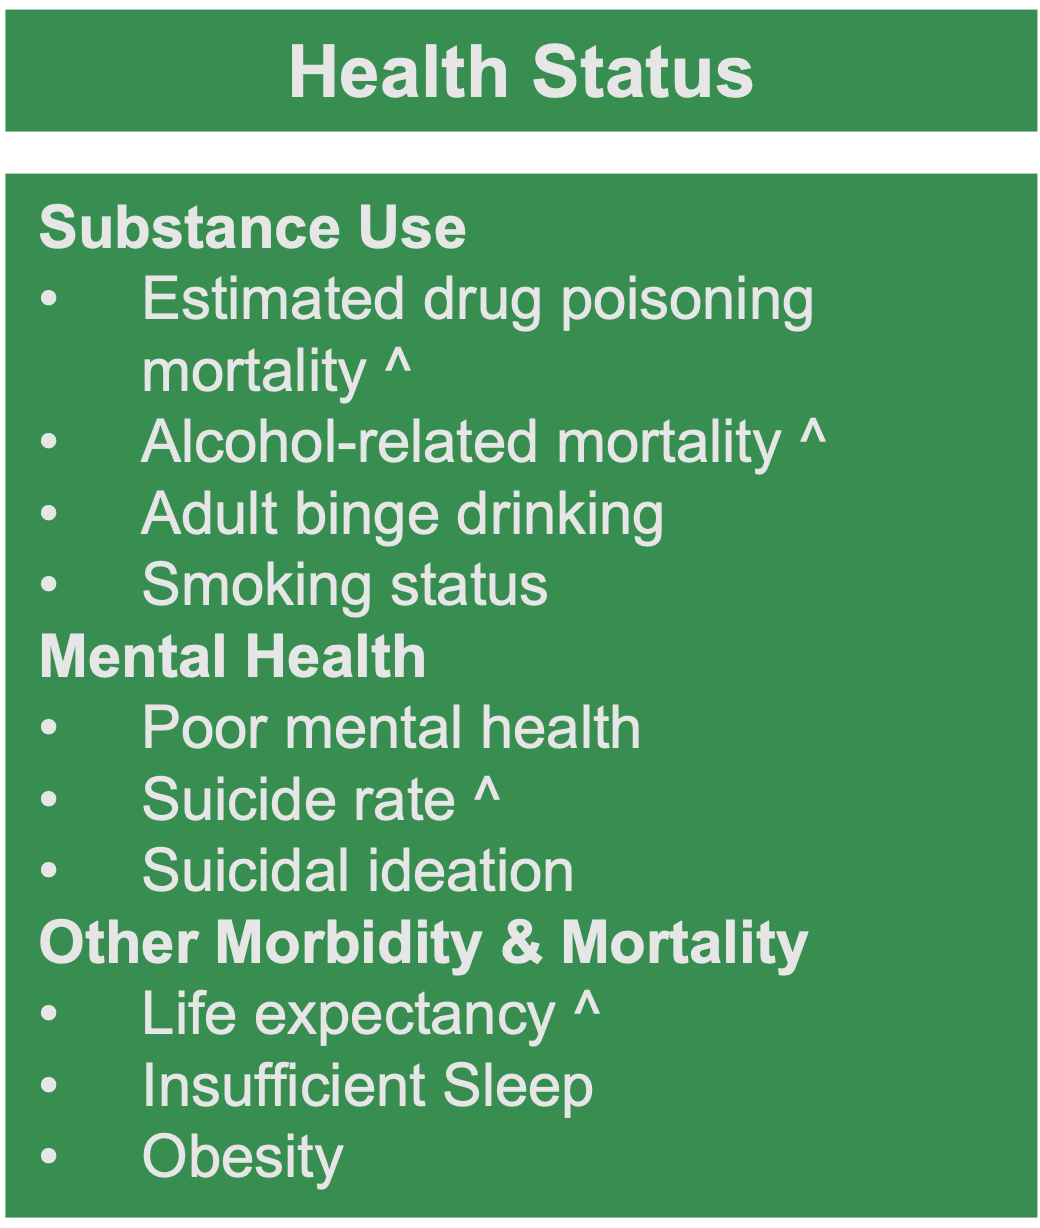 Health Status
Substance Use
• Estimated drug poisoning
mortality ^
• Alcohol-related mortality ^
• Adult binge drinking
• Smoking status
Mental Health
• Poor mental health
• Suicide rate ^
• Suicidal ideation
Other Morbidity & Mortality
• Life expectancy ^
• Insufficient Sleep
• Obesity